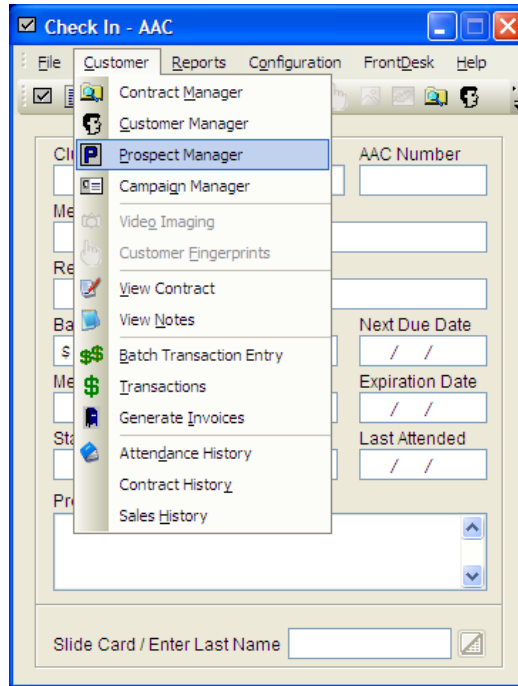 Check In - AAC
File Customer Reports Configuration FrontDesk Help
Contract Manager
Customer Manager
Prospect Manager
AAC Number
Campaign Manager
Video Imaging
Customer Fingerprints
View Contract
View Notes
Next Due Date
$
/ /
Batch Transaction Entry
Transactions
Expiration Date
/ /
Generate Invoices
Attendance History
Last Attended
/ /
Contract History
Sales History
Slide Card / Enter Last Name